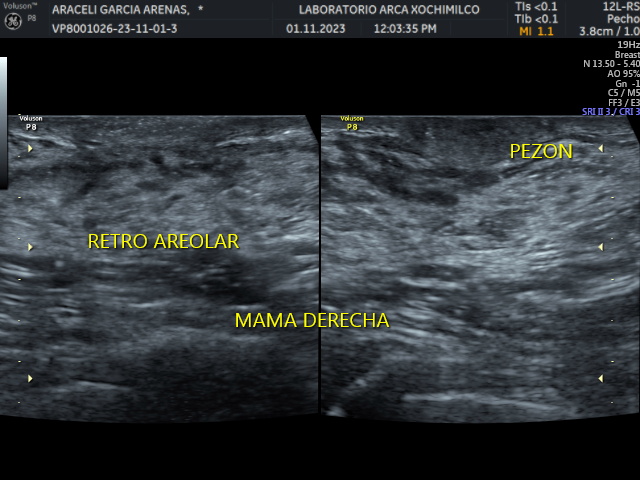 Voluson™
P8
ARACELI GARCIA ARENAS, *
LABORATORIO ARCA XOCHIMILCO
VP8001026-23-11-01-3
01.11.2023
12:03:35 PM
TIs <0.1
TIb <0.1
MI 1.1
12L-RS
Pecho
3.8cm / 1.0
19Hz
Breast
N 13.50 - 5.40
AO 95%
Gn -1
C5 / M5
FF3 / E3
SRI II 3 / CRI 3
Voluson
P8
Voluson
P8
PEZON
RETRO AREOLAR
MAMA DERECHA